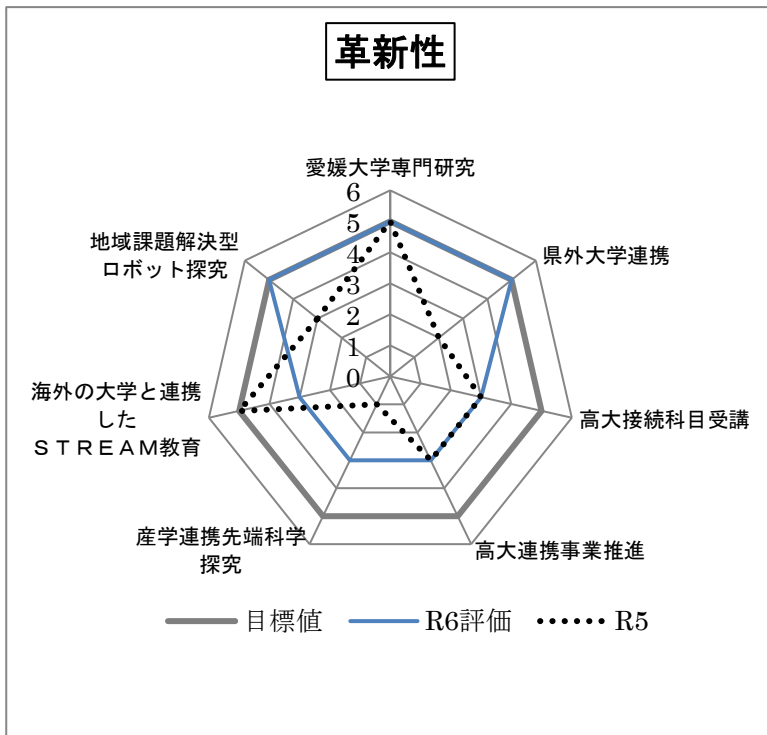 革新性
愛媛大学専門研究
県外大学連携
高大接続科目受講
高大連携事業推進
産学連携先端科学
探究
海外の大学と連携
した
ＳＴＲＥＡＭ教育
地域課題解決型
ロボット探究
6
5
4
3
2
1
0
目標値
R6評価
R5